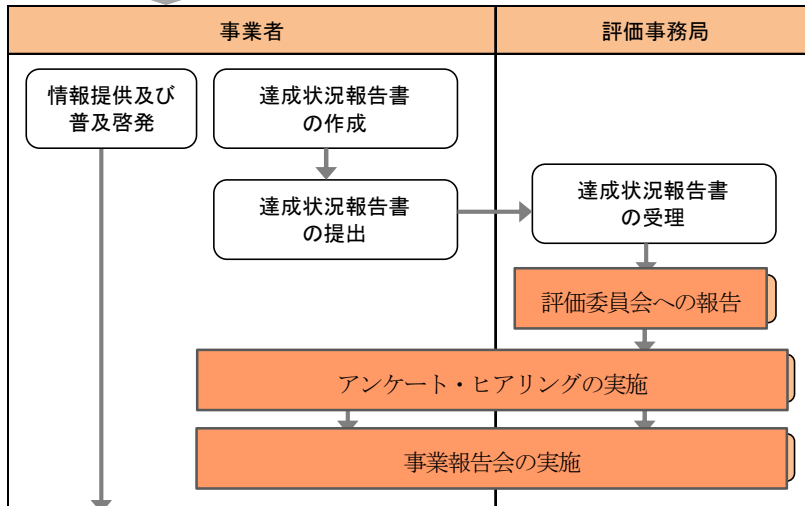 事業者
評価事務局
情報提供及び
普及啓発
達成状況報告書
の作成
達成状況報告書
の提出
達成状況報告書
の受理
評価委員会への報告
アンケート・ヒアリングの実施
事業報告会の実施